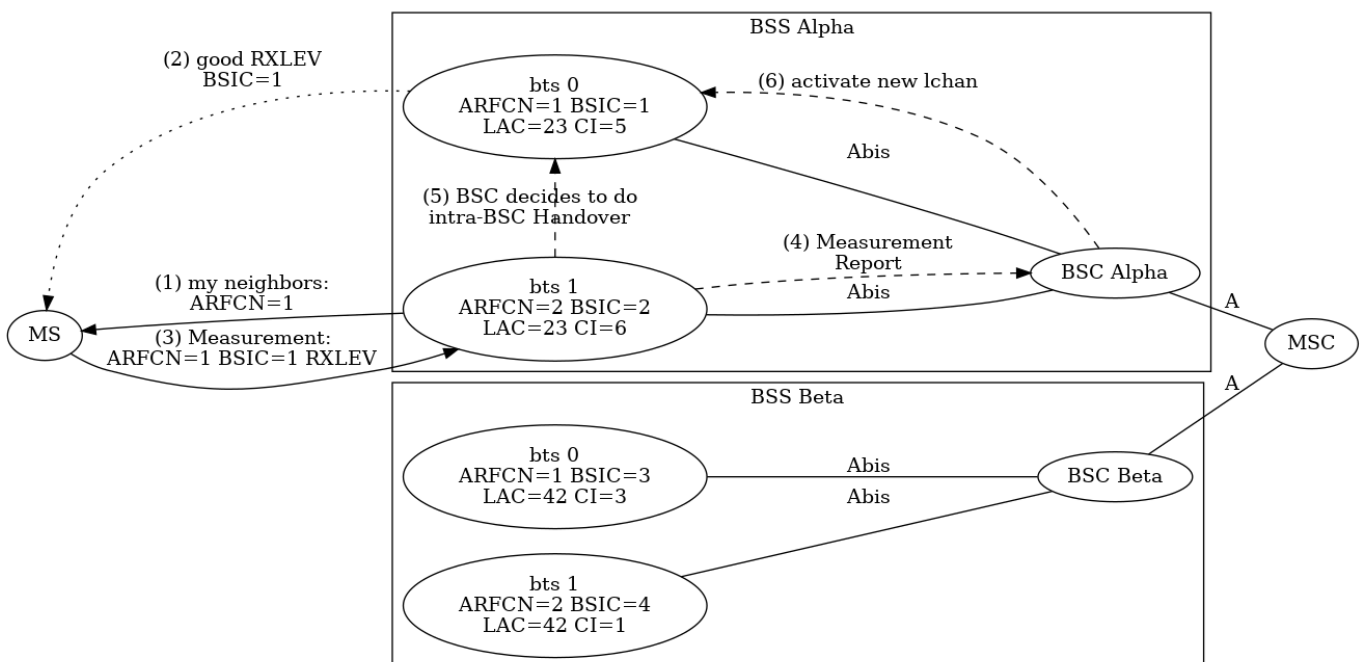 BSS Alpha
(2) good RXLEV
BSIC=1
bts 0
ARFCN=1 BSIC=1
LAC=23 CI=5
(6) activate new lchan
Abis
(5) BSC decides to do
intra-BSC Handover
(4) Measurement
Report
Abis
BSC Alpha
(1) my neighbors:
ARFCN=1
bts 1
ARFCN=2 BSIC=2
LAC=23 CI=6
MS
(3) Measurement:
ARFCN=1 BSIC=1 RXLEV
A
MSC
A
BSS Beta
bts 0
ARFCN=1 BSIC=3
LAC=42 CI=3
Abis
Abis
BSC Beta
bts 1
ARFCN=2 BSIC=4
LAC=42 CI=1